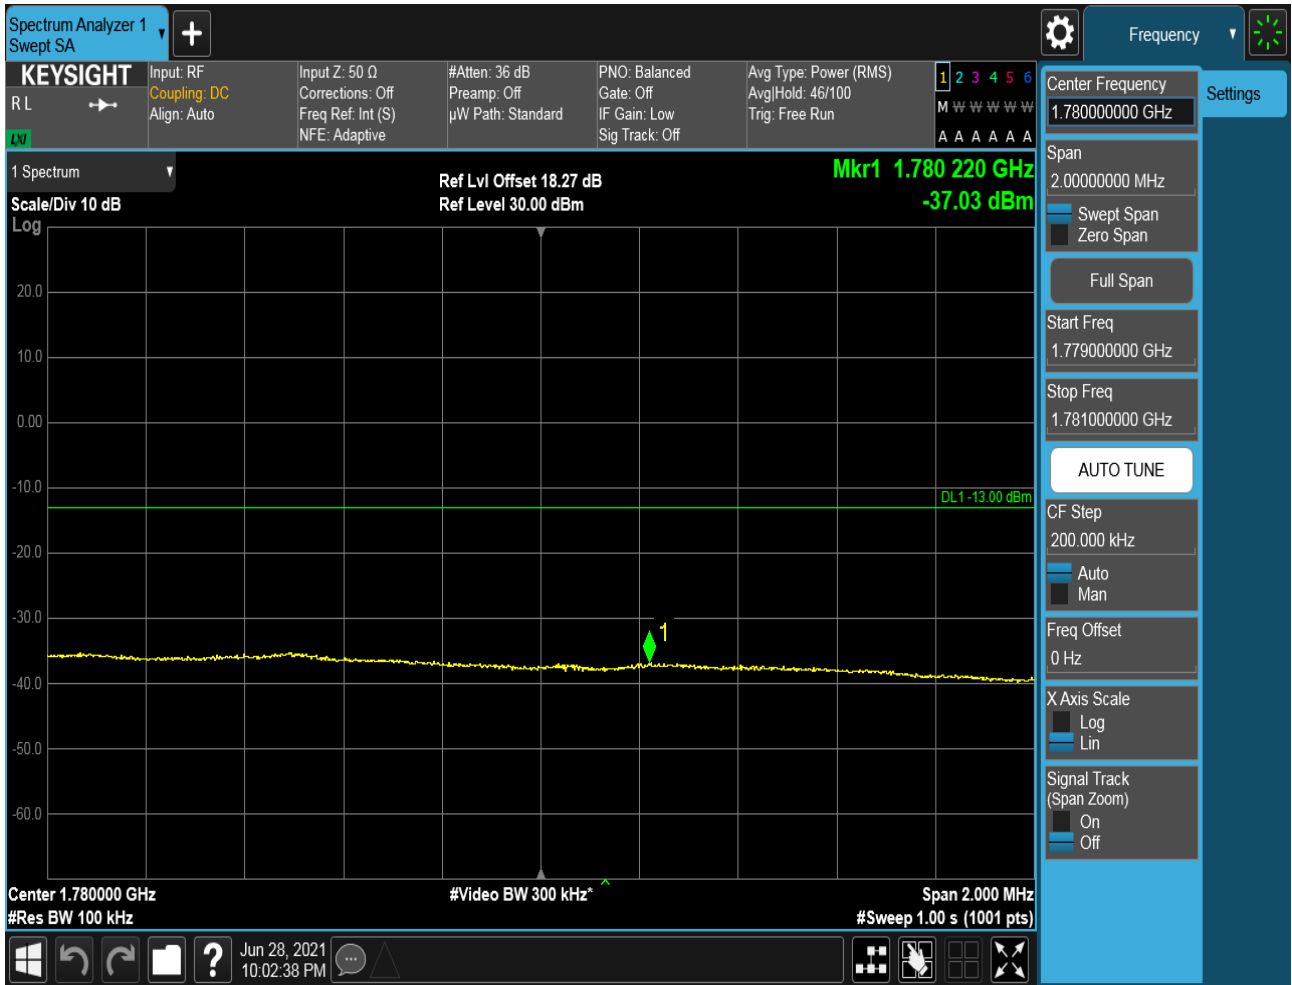 Spectrum Analyzer 1
Swept SA
Frequency
KEYSIGHT
R L
LXI
Input: RF
Coupling: DC
Align: Auto
Input Z: 50 Ω
Corrections: Off
Freq Ref: Int (S)
NFE: Adaptive
#Atten: 36 dB
Preamp: Off
µW Path: Standard
PNO: Balanced
Gate: Off
IF Gain: Low
Sig Track: Off
Avg Type: Power (RMS)
Avg|Hold: 46/100
Trig: Free Run
1 2 3 4 5 6
M W W W W W
A A A A A A
1 Spectrum
Scale/Div 10 dB
Log
Ref Lvl Offset 18.27 dB
Ref Level 30.00 dBm
Mkr1 1.780 220 GHz
-37.03 dBm
20.0
10.0
0.00
-10.0
DL1 -13.00 dBm
-20.0
-30.0
1
-40.0
-50.0
-60.0
Center 1.780000 GHz
#Res BW 100 kHz
#Video BW 300 kHz*
Span 2.000 MHz
#Sweep 1.00 s (1001 pts)
Jun 28, 2021
10:02:38 PM
Center Frequency
1.780000000 GHz
Settings
Span
2.00000000 MHz
Swept Span
Zero Span
Full Span
Start Freq
1.779000000 GHz
Stop Freq
1.781000000 GHz
AUTO TUNE
CF Step
200.000 kHz
Auto
Man
Freq Offset
0 Hz
X Axis Scale
Log
Lin
Signal Track
(Span Zoom)
On
Off